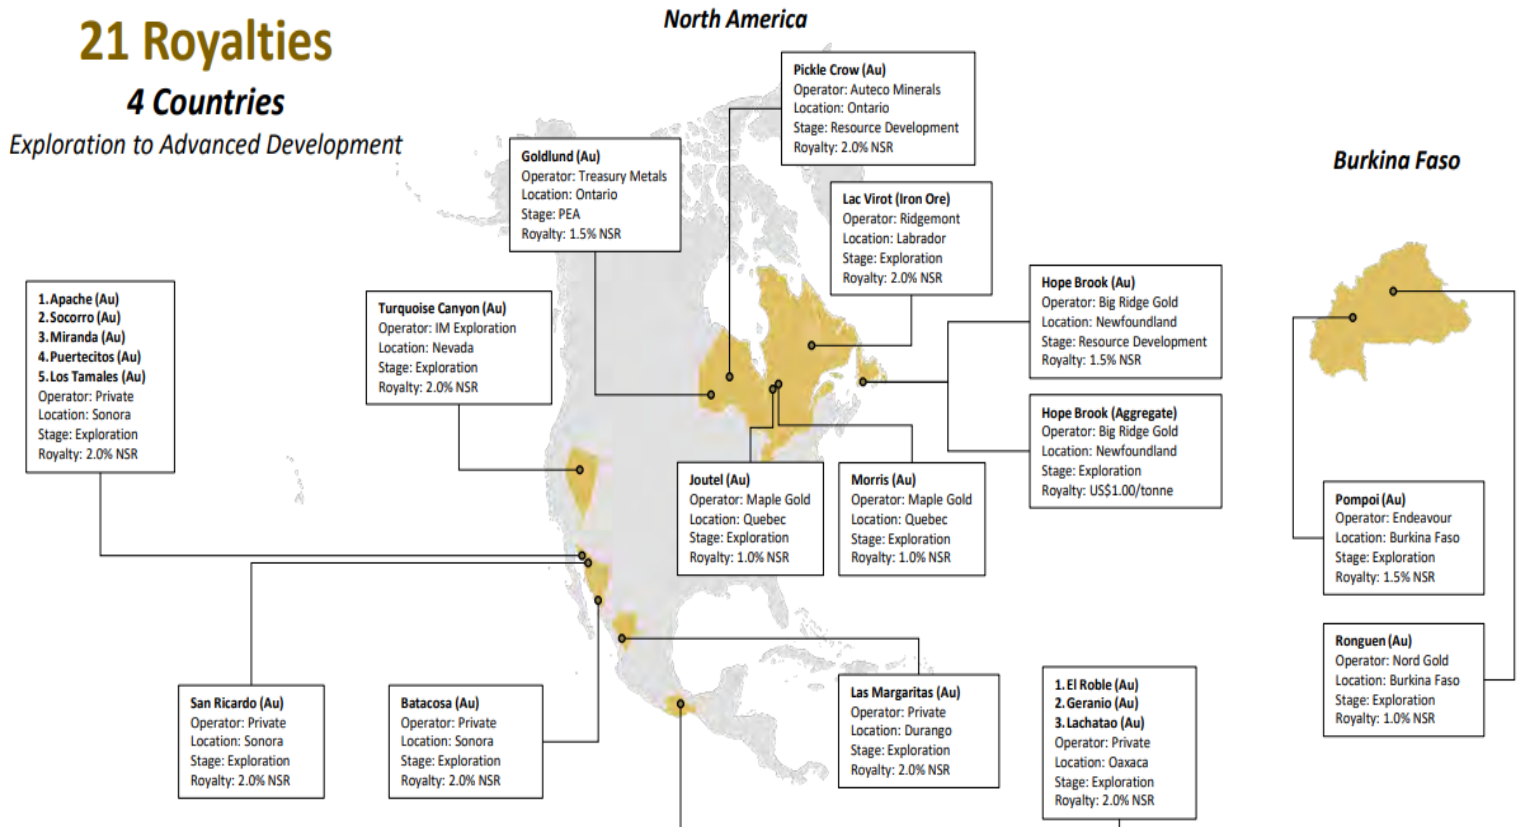 21 Royalties
4 Countries
Exploration to Advanced Development
North America
Burkina Faso
Pickle Crow (Au)
Operator: Auteco Minerals
Location: Ontario
Stage: Resource Development
Royalty: 2.0% NSR
Goldlund (Au)
Operator: Treasury Metals
Location: Ontario
Stage: PEA
Royalty: 1.5% NSR
Lac Virot (Iron Ore)
Operator: Ridgemont
Location: Labrador
Stage: Exploration
Royalty: 2.0% NSR
Hope Brook (Au)
Operator: Big Ridge Gold
Location: Newfoundland
Stage: Resource Development
Royalty: 1.5% NSR
1. Apache (Au)
2. Socorro (Au)
3. Miranda (Au)
4. Puertecitos (Au)
5. Los Tamales (Au)
Operator: Private
Location: Sonora
Stage: Exploration
Royalty: 2.0% NSR
Turquoise Canyon (Au)
Operator: IM Exploration
Location: Nevada
Stage: Exploration
Royalty: 2.0% NSR
Hope Brook (Aggregate)
Operator: Big Ridge Gold
Location: Newfoundland
Stage: Exploration
Royalty: US$1.00/tonne
Joutel (Au)
Operator: Maple Gold
Location: Quebec
Stage: Exploration
Royalty: 1.0% NSR
Morris (Au)
Operator: Maple Gold
Location: Quebec
Stage: Exploration
Royalty: 1.0% NSR
Pompoi (Au)
Operator: Endeavour
Location: Burkina Faso
Stage: Exploration
Royalty: 1.5% NSR
Ronguen (Au)
Operator: Nord Gold
Location: Burkina Faso
Stage: Exploration
Royalty: 1.0% NSR
San Ricardo (Au)
Operator: Private
Location: Sonora
Stage: Exploration
Royalty: 2.0% NSR
Batacosa (Au)
Operator: Private
Location: Sonora
Stage: Exploration
Royalty: 2.0% NSR
Las Margaritas (Au)
Operator: Private
Location: Durango
Stage: Exploration
Royalty: 2.0% NSR
1. El Roble (Au)
2. Geranio (Au)
3. Lachatao (Au)
Operator: Private
Location: Oaxaca
Stage: Exploration
Royalty: 2.0% NSR